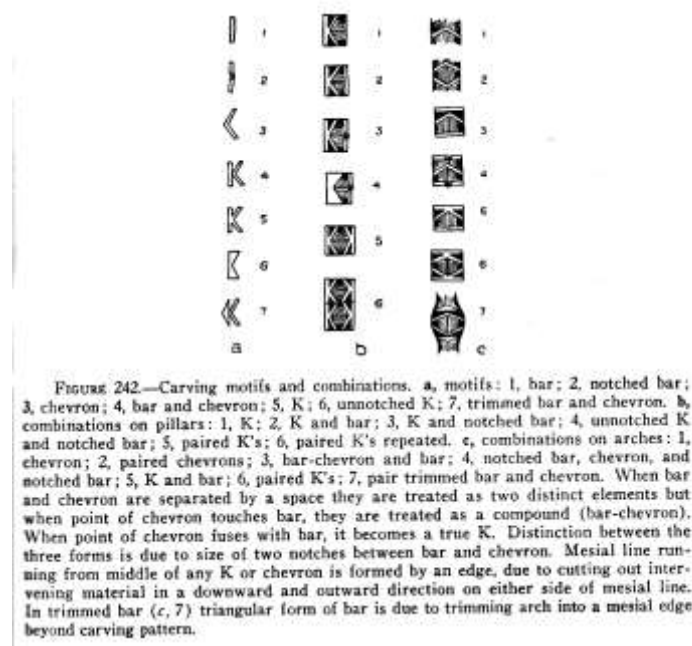 1 1 1
2 2 2
3 3 3
4 4 4
5 5 5
6 6 6
7 7
a b c
FIGURE 242.—Carving motifs and combinations. a, motifs: 1, bar; 2, notched bar;
3, chevron; 4, bar and chevron; 5, K; 6, unnotched K; 7, trimmed bar and chevron. b,
combinations on pillars: 1, K; 2, K and bar; 3, K and notched bar; 4, unnotched K
and notched bar; 5, paired K's; 6, paired K's repeated. c, combinations on arches: 1,
chevron; 2, paired chevrons; 3, bar-chevron and bar; 4, notched bar, chevron, and
notched bar; 5, K and bar; 6, paired K's; 7, pair trimmed bar and chevron. When bar
and chevron are separated by a space they are treated as two distinct elements but
when point of chevron touches bar, they are treated as a compound (bar-chevron).
When point of chevron fuses with bar, it becomes a true K. Distinction between the
three forms is due to size of two notches between bar and chevron. Mesial line run-
ning from middle of any K or chevron is formed by an edge, due to cutting out inter-
vening material in a downward and outward direction on either side of mesial line.
In trimmed bar (c, 7) triangular form of bar is due to trimming arch into a mesial edge
beyond carving pattern.